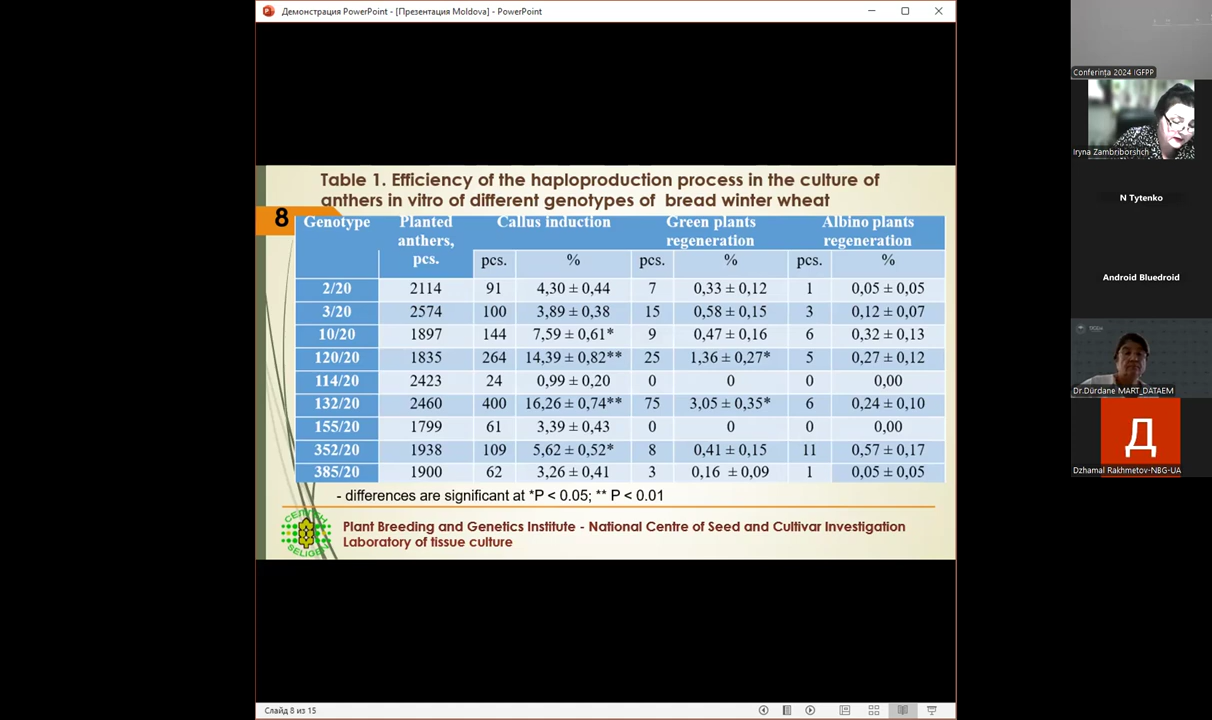 Демонстрация PowerPoint - [Презентация Moldova] - PowerPoint
Table 1. Efficiency of the haploproduction process in the culture of
anthers in vitro of different genotypes of bread winter wheat
8
Genotype Planted anthers, pcs. Callus induction Green plants regeneration Albino plants regeneration
pcs. % pcs. % pcs. %
2/20 2114 91 4,30 ± 0,44 7 0,33 ± 0,12 1 0,05 ± 0,05
3/20 2574 100 3,89 ± 0,38 15 0,58 ± 0,15 3 0,12 ± 0,07
10/20 1897 144 7,59 ± 0,61* 9 0,47 ± 0,16 6 0,32 ± 0,13
120/20 1835 264 14,39 ± 0,82** 25 1,36 ± 0,27* 5 0,27 ± 0,12
114/20 2423 24 0,99 ± 0,20 0 0 0 0,00
132/20 2460 400 16,26 ± 0,74** 75 3,05 ± 0,35* 6 0,24 ± 0,10
155/20 1799 61 3,39 ± 0,43 0 0 0 0,00
352/20 1938 109 5,62 ± 0,52* 8 0,41 ± 0,15 11 0,57 ± 0,17
385/20 1900 62 3,26 ± 0,41 3 0,16 ± 0,09 1 0,05 ± 0,05
- differences are significant at *P < 0.05; ** P < 0.01
SELIGEN
Plant Breeding and Genetics Institute - National Centre of Seed and Cultivar Investigation
Laboratory of tissue culture
Слайд 8 из 15
Conferința 2024 IGFPP
Iryna Zambriborshch
N Tytenko
Android Bluedroid
Dr.Dürdane MART_DATAEM
Д
Dzhamal Rakhmetov-NBG-UA